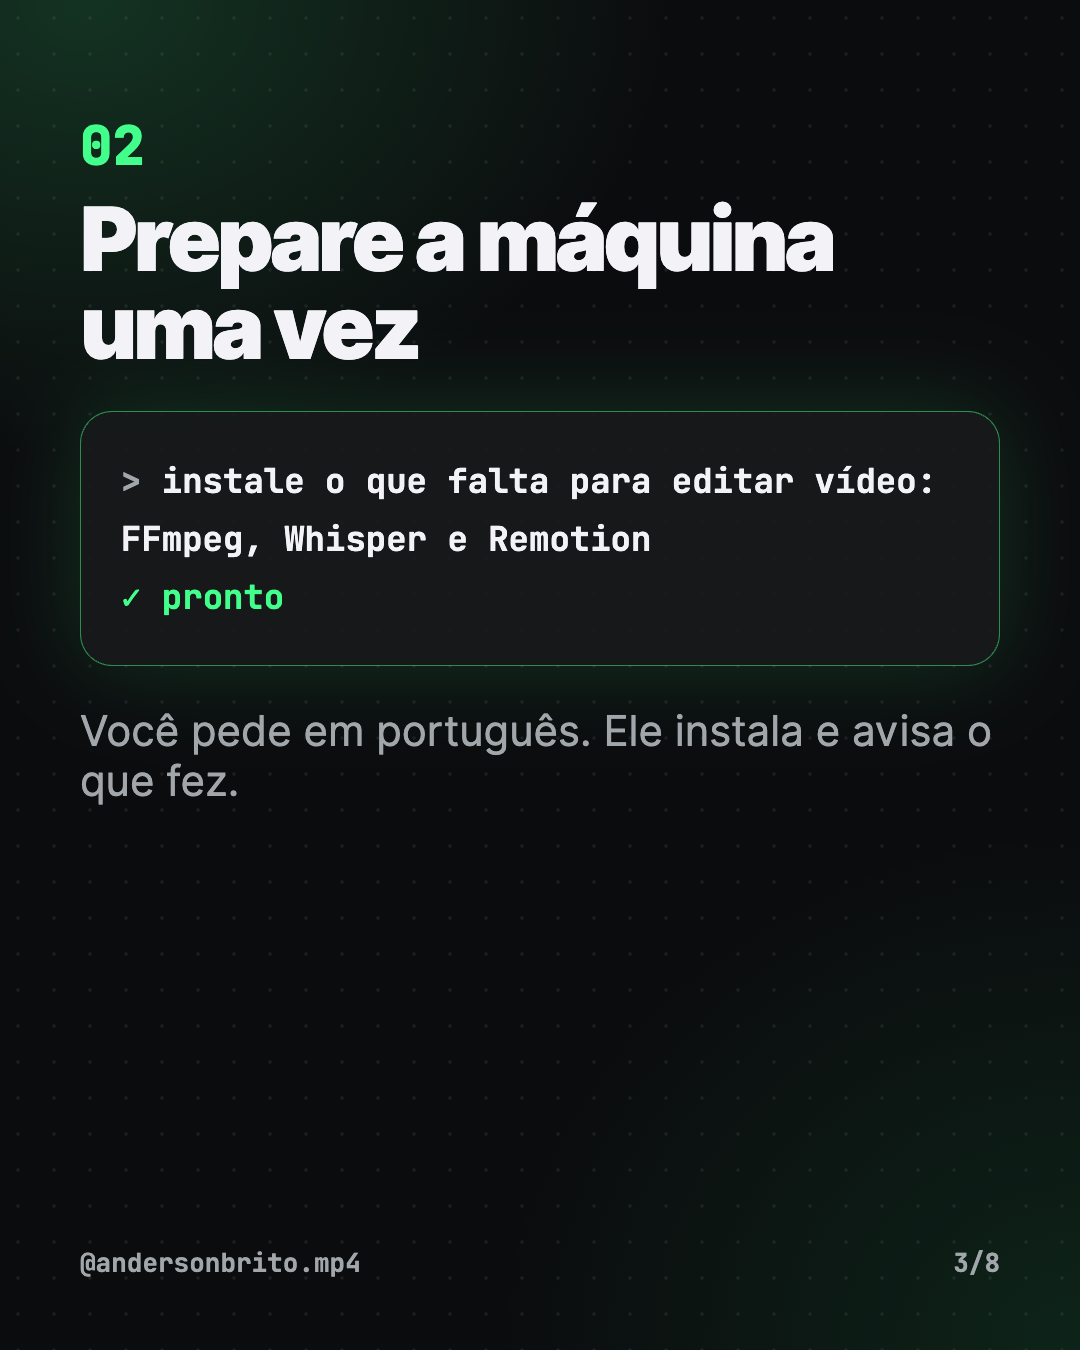 02
Prepare a máquina
uma vez
> instale o que falta para editar vídeo:
FFmpeg, Whisper e Remotion
✓ pronto
Você pede em português. Ele instala e avisa o
que fez.
@andersonbrito.mp4
3/8